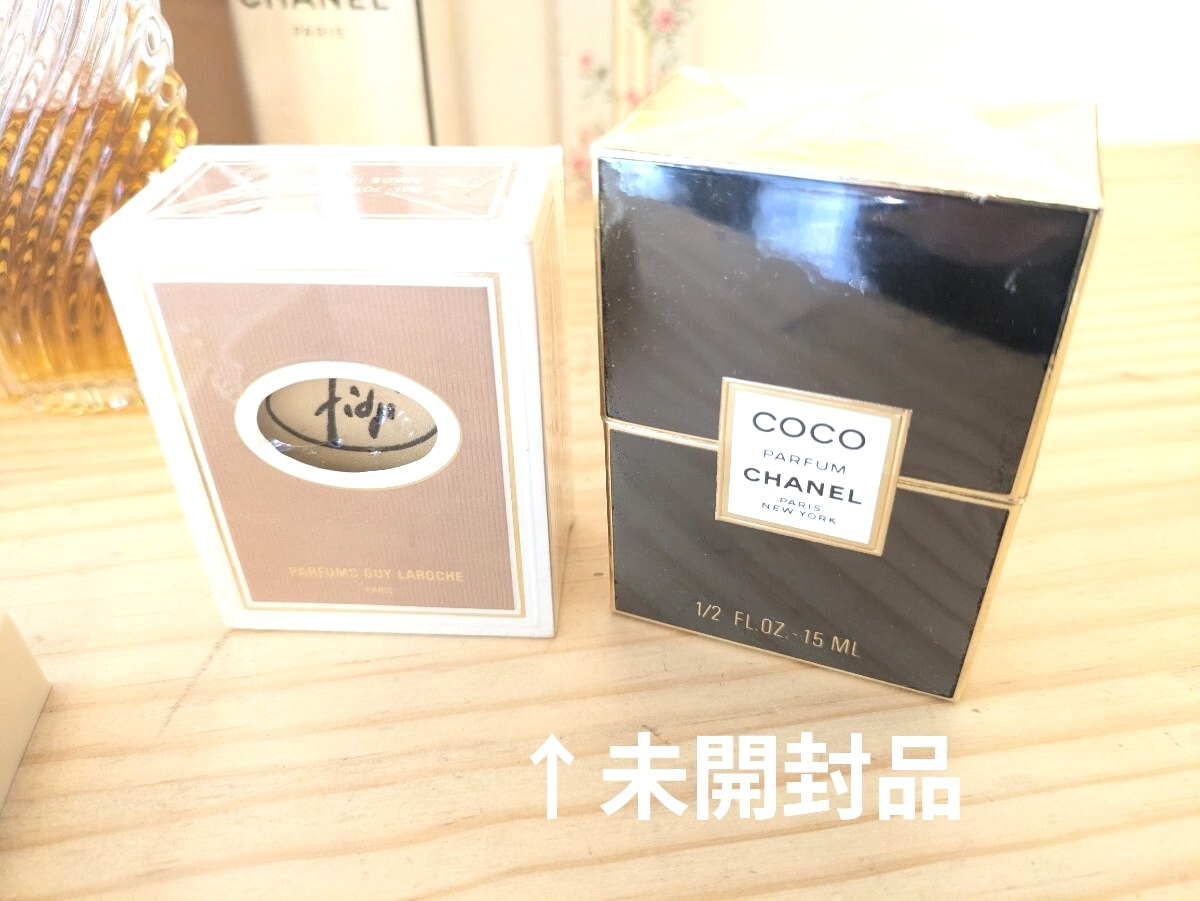 CHANEL
PARIS
fidji
PARFUMS GUY LAROCHE
PARIS
COCO
PARFUM
CHANEL
PARIS
NEW YORK
1/2 FL.OZ.-15 ML
↑未開封品